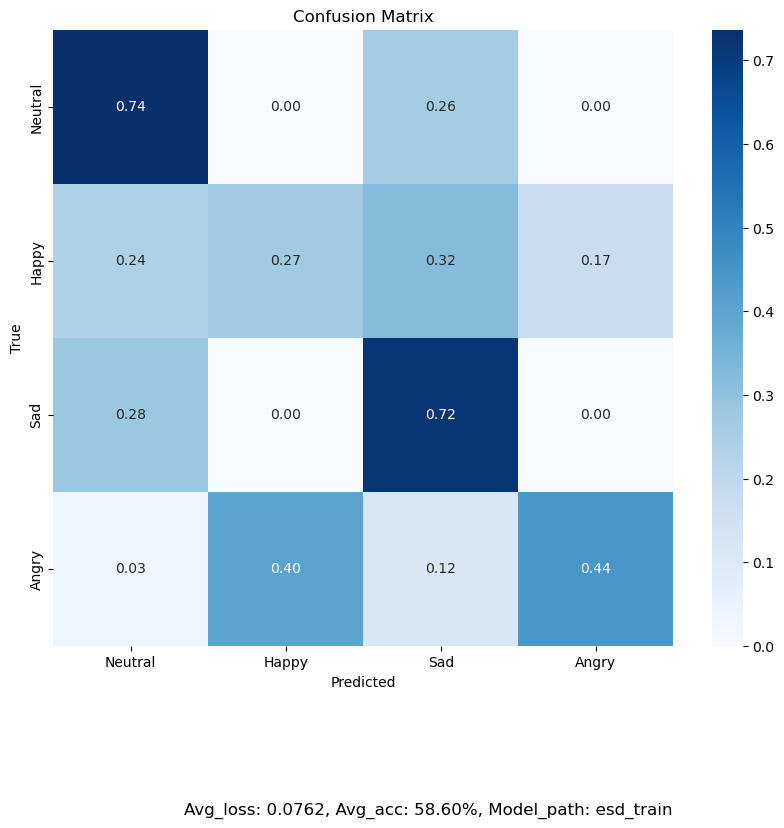 Confusion Matrix
Neutral 0.74 0.00 0.26 0.00
Happy 0.24 0.27 0.32 0.17
Sad 0.28 0.00 0.72 0.00
Angry 0.03 0.40 0.12 0.44
True
Neutral Happy Sad Angry
Predicted
0.7
0.6
0.5
0.4
0.3
0.2
0.1
0.0
Avg_loss: 0.0762, Avg_acc: 58.60%, Model_path: esd_train